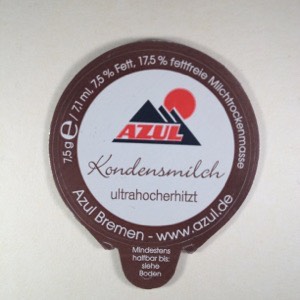 7,5 g e / 7,1 ml, 7,5 % Fett, 17,5 % fettfreie Milchtrockenmasse
AZUL
Kondensmilch
ultrahocherhitzt
Azul Bremen - www.azul.de
Mindestens
haltbar bis:
siehe
Boden